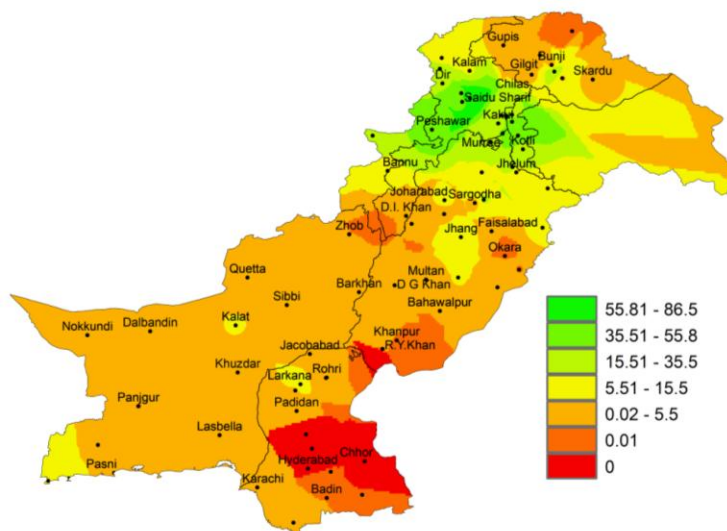 Gupis
Bunji
Kalam
Gilgit
Skardu
Dir
Chilas
Saidu Sharif
Peshawar
Kakul
Murree
Kotli
Bannu
Jhelum
Joharabad
Sargodha
D.I. Khan
Zhob
Faisalabad
Jhang
Okara
Quetta
Multan
Barkhan
D G Khan
Sibbi
Bahawalpur
Kalat
Nokkundi
Dalbandin
Khanpur
Jacobabad
R.Y.Khan
Khuzdar
Larkana
Rohri
Panjgur
Padidan
Lasbella
Pasni
Hyderabad
Chhor
Karachi
Badin
55.81 - 86.5
35.51 - 55.8
15.51 - 35.5
5.51 - 15.5
0.02 - 5.5
0.01
0